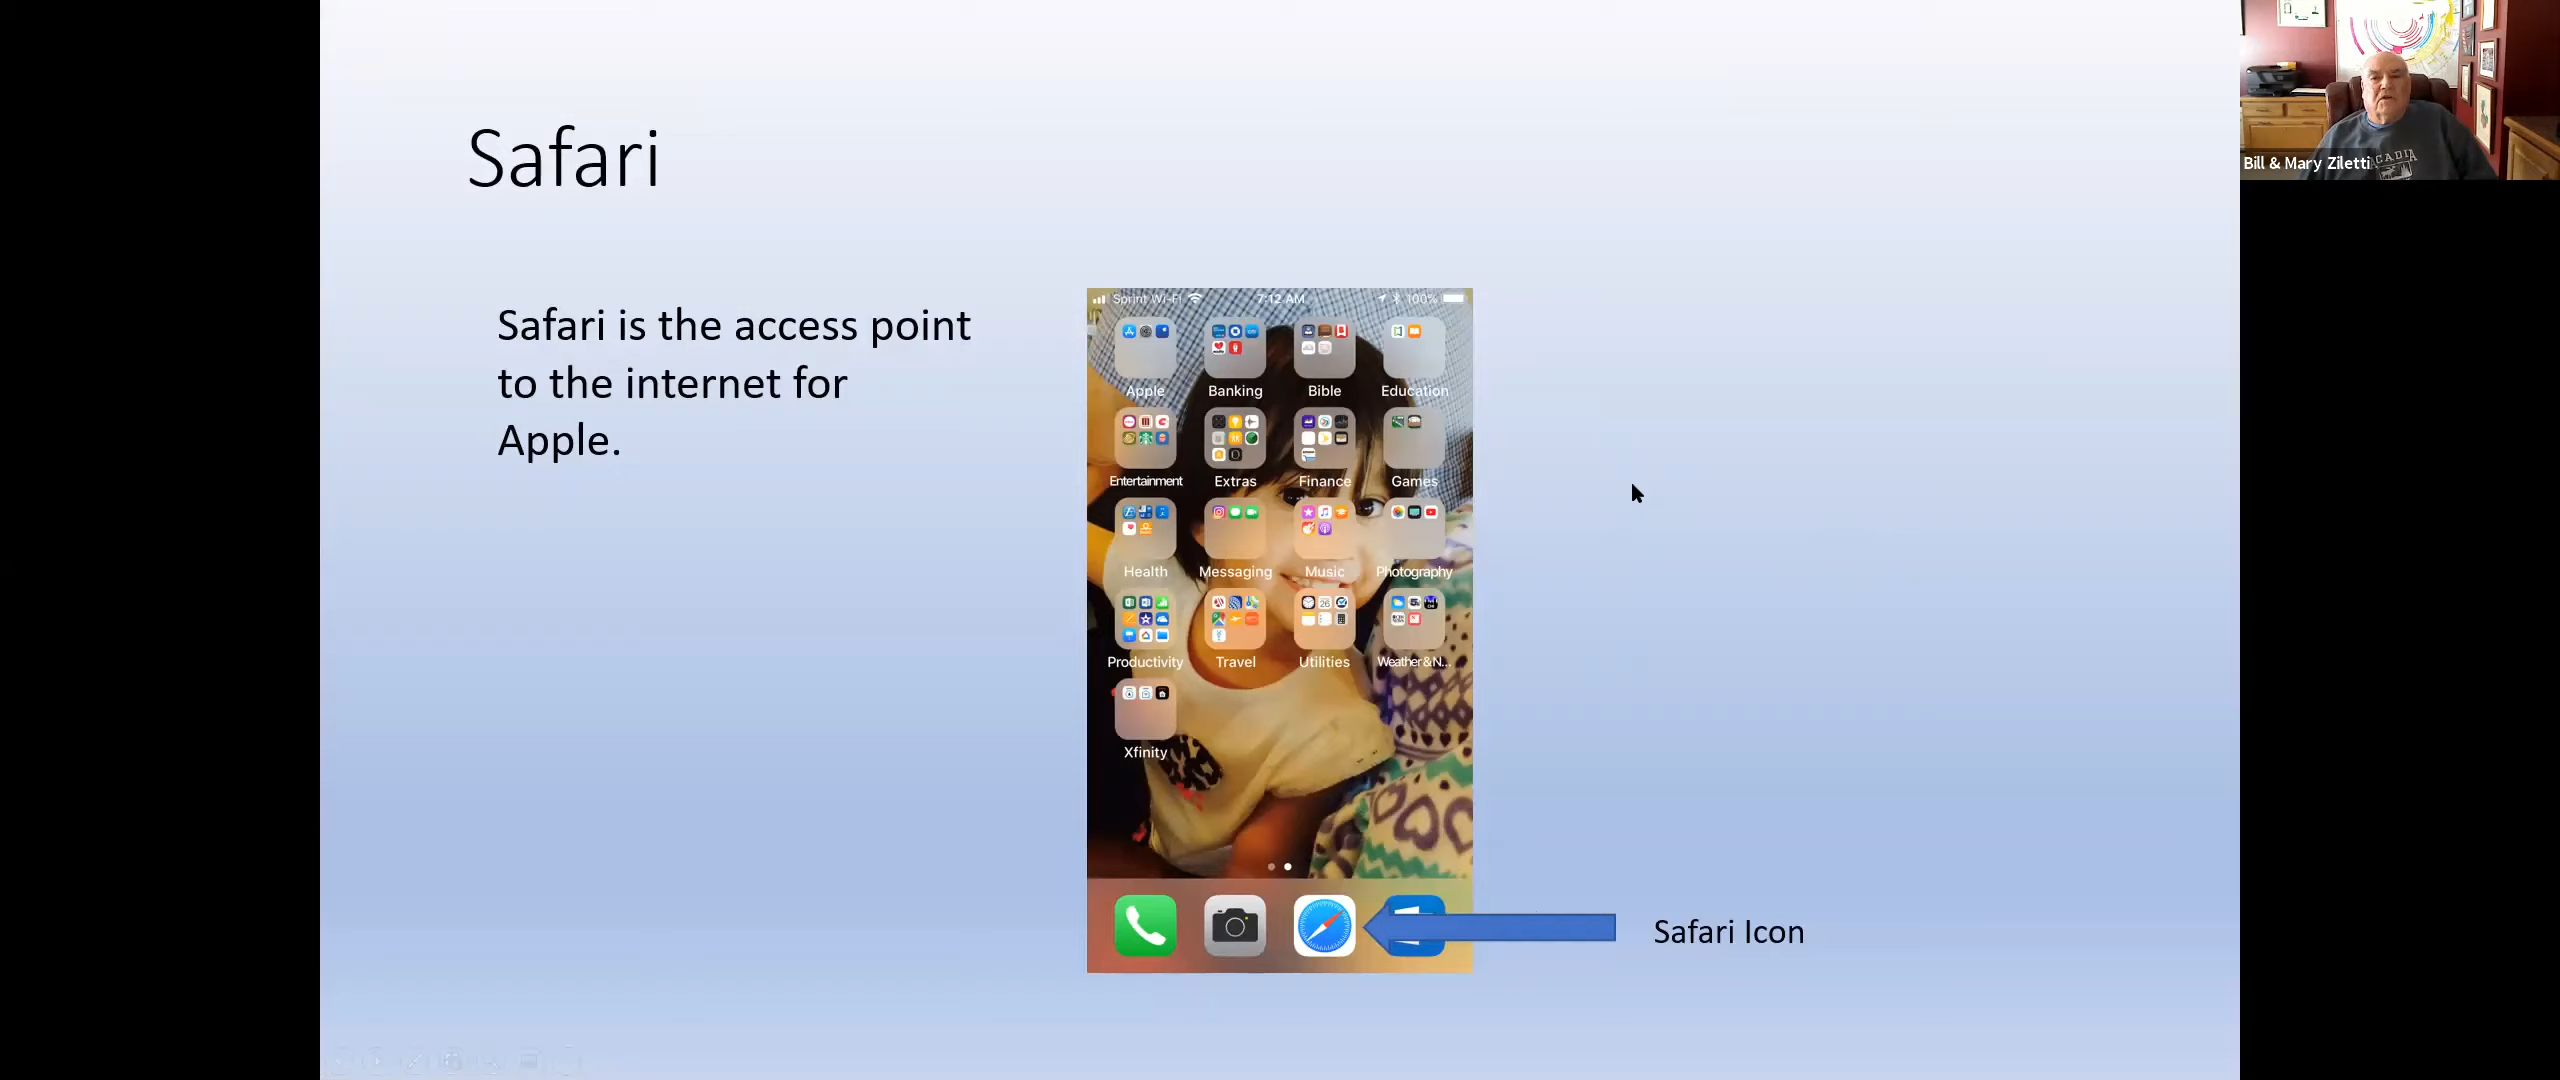 Safari
Safari is the access point
to the internet for
Apple.
Sprint Wi-Fi 7:12 AM 100%
Apple Banking Bible Education
Entertainment Extras Finance Games
Health Messaging Music Photography
26
Productivity Travel Utilities Weather & N...
Xfinity
Safari Icon
Bill & Mary Ziletti
ACADIA